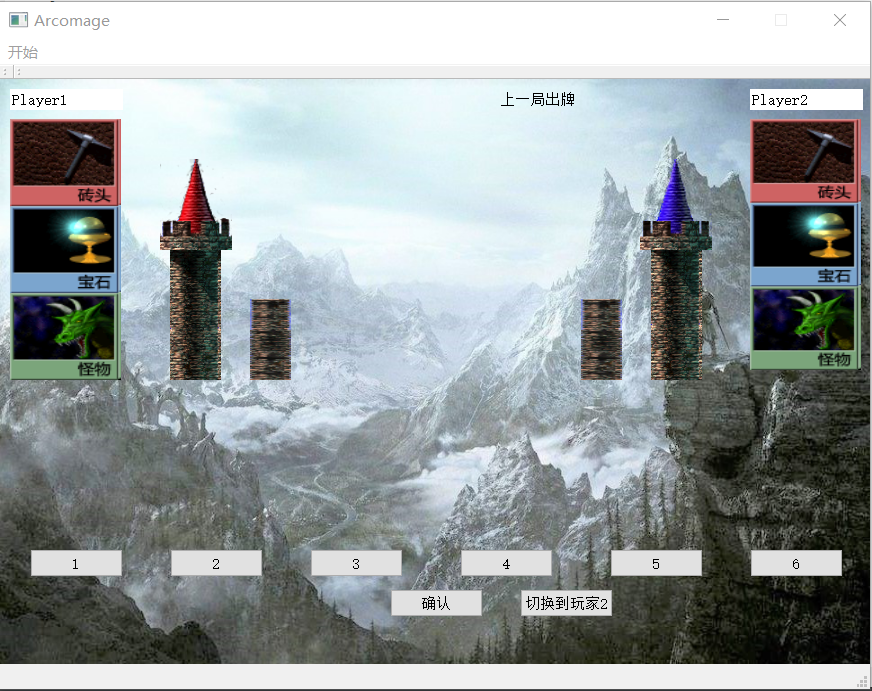 Arcomage
开始
Player1
上一局出牌
Player2
砖头
宝石
怪物
砖头
宝石
怪物
1
2
3
4
5
6
确认
切换到玩家2